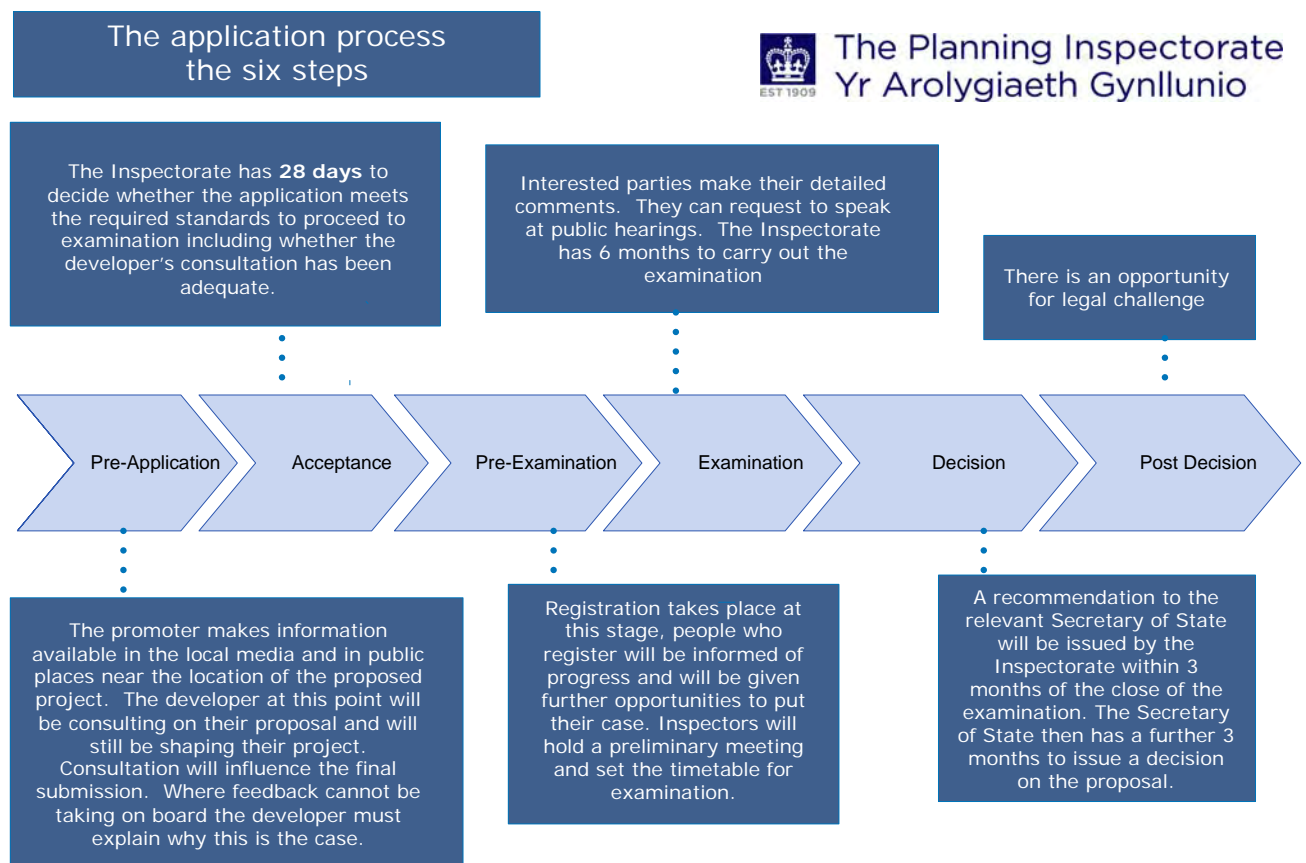 The application process
the six steps
The Planning Inspectorate
Yr Arolygiaeth Gynllunio
EST 1909
The Inspectorate has 28 days to
decide whether the application meets
the required standards to proceed to
examination including whether the
developer's consultation has been
adequate.
Interested parties make their detailed
comments. They can request to speak
at public hearings. The Inspectorate
has 6 months to carry out the
examination
There is an opportunity
for legal challenge
Pre-Application
Acceptance
Pre-Examination
Examination
Decision
Post Decision
The promoter makes information
available in the local media and in public
places near the location of the proposed
project. The developer at this point will
be consulting on their proposal and will
still be shaping their project.
Consultation will influence the final
submission. Where feedback cannot be
taking on board the developer must
explain why this is the case.
Registration takes place at
this stage, people who
register will be informed of
progress and will be given
further opportunities to put
their case. Inspectors will
hold a preliminary meeting
and set the timetable for
examination.
A recommendation to the
relevant Secretary of State
will be issued by the
Inspectorate within 3
months of the close of the
examination. The Secretary
of State then has a further 3
months to issue a decision
on the proposal.